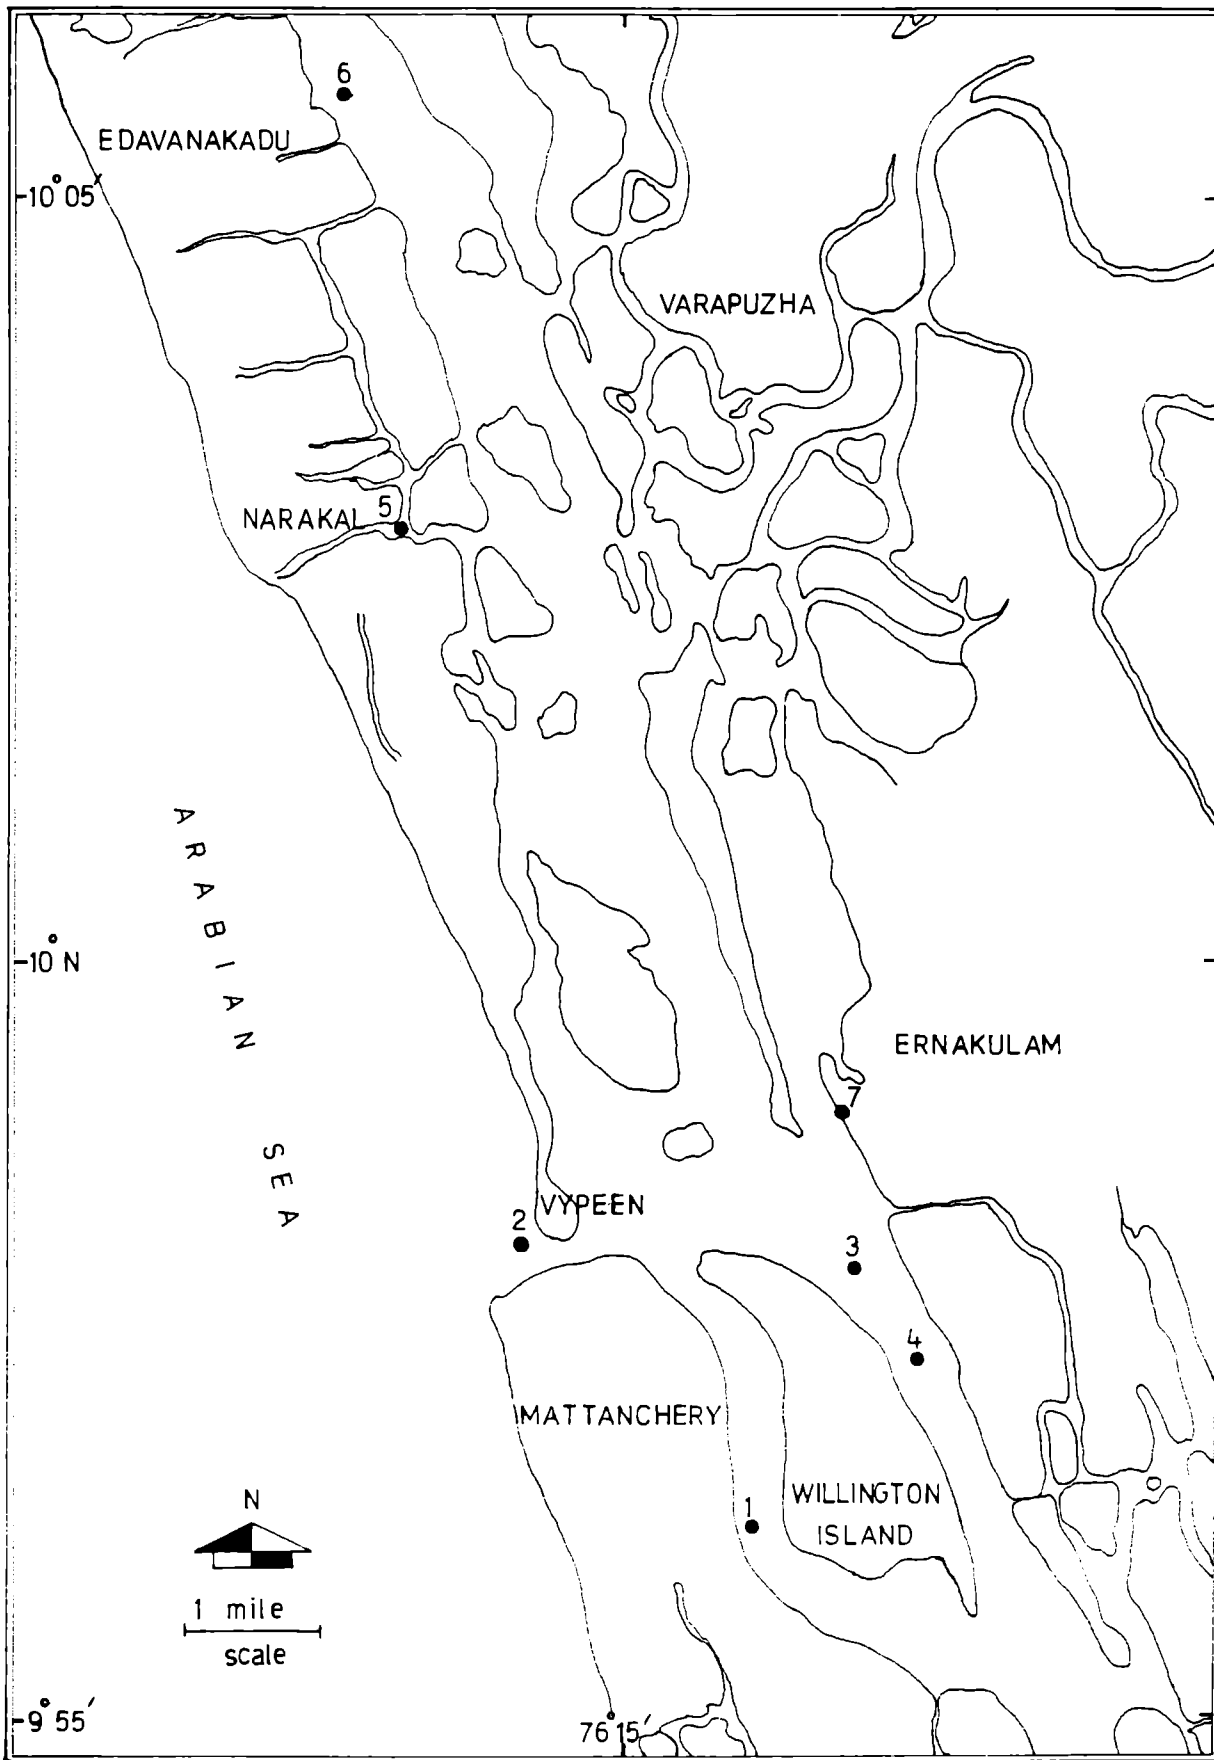 6
EDAVANAKADU
10°05′
VARAPUZHA
NARAKAL 5
ARABIAN SEA
10°N
ERNAKULAM
7
VYPEEN
2
3
4
MATTANCHERY
WILLINGTON
ISLAND
1
N
1 mile
scale
9°55′
76°15′